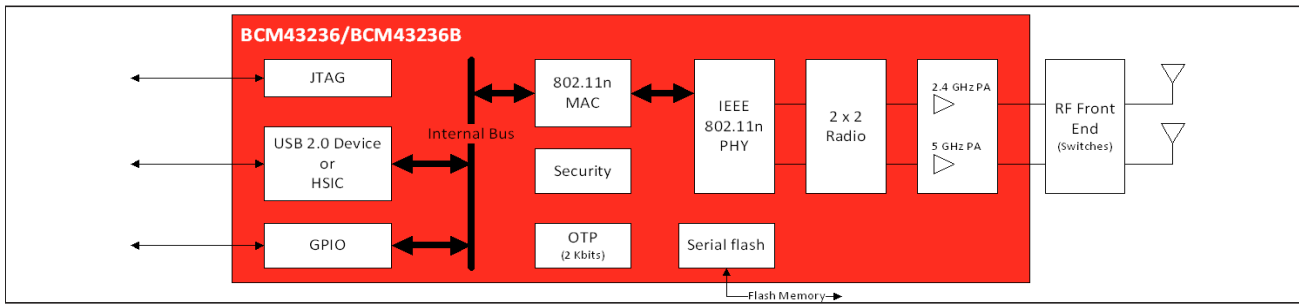 BCM43236/BCM43236B
JTAG
USB 2.0 Device
or
HSIC
GPIO
Internal Bus
802.11n
MAC
Security
OTP
(2 Kbits)
IEEE
802.11n
PHY
Serial flash
Flash Memory
2 x 2
Radio
2.4 GHz PA
5 GHz PA
RF Front
End
(Switches)